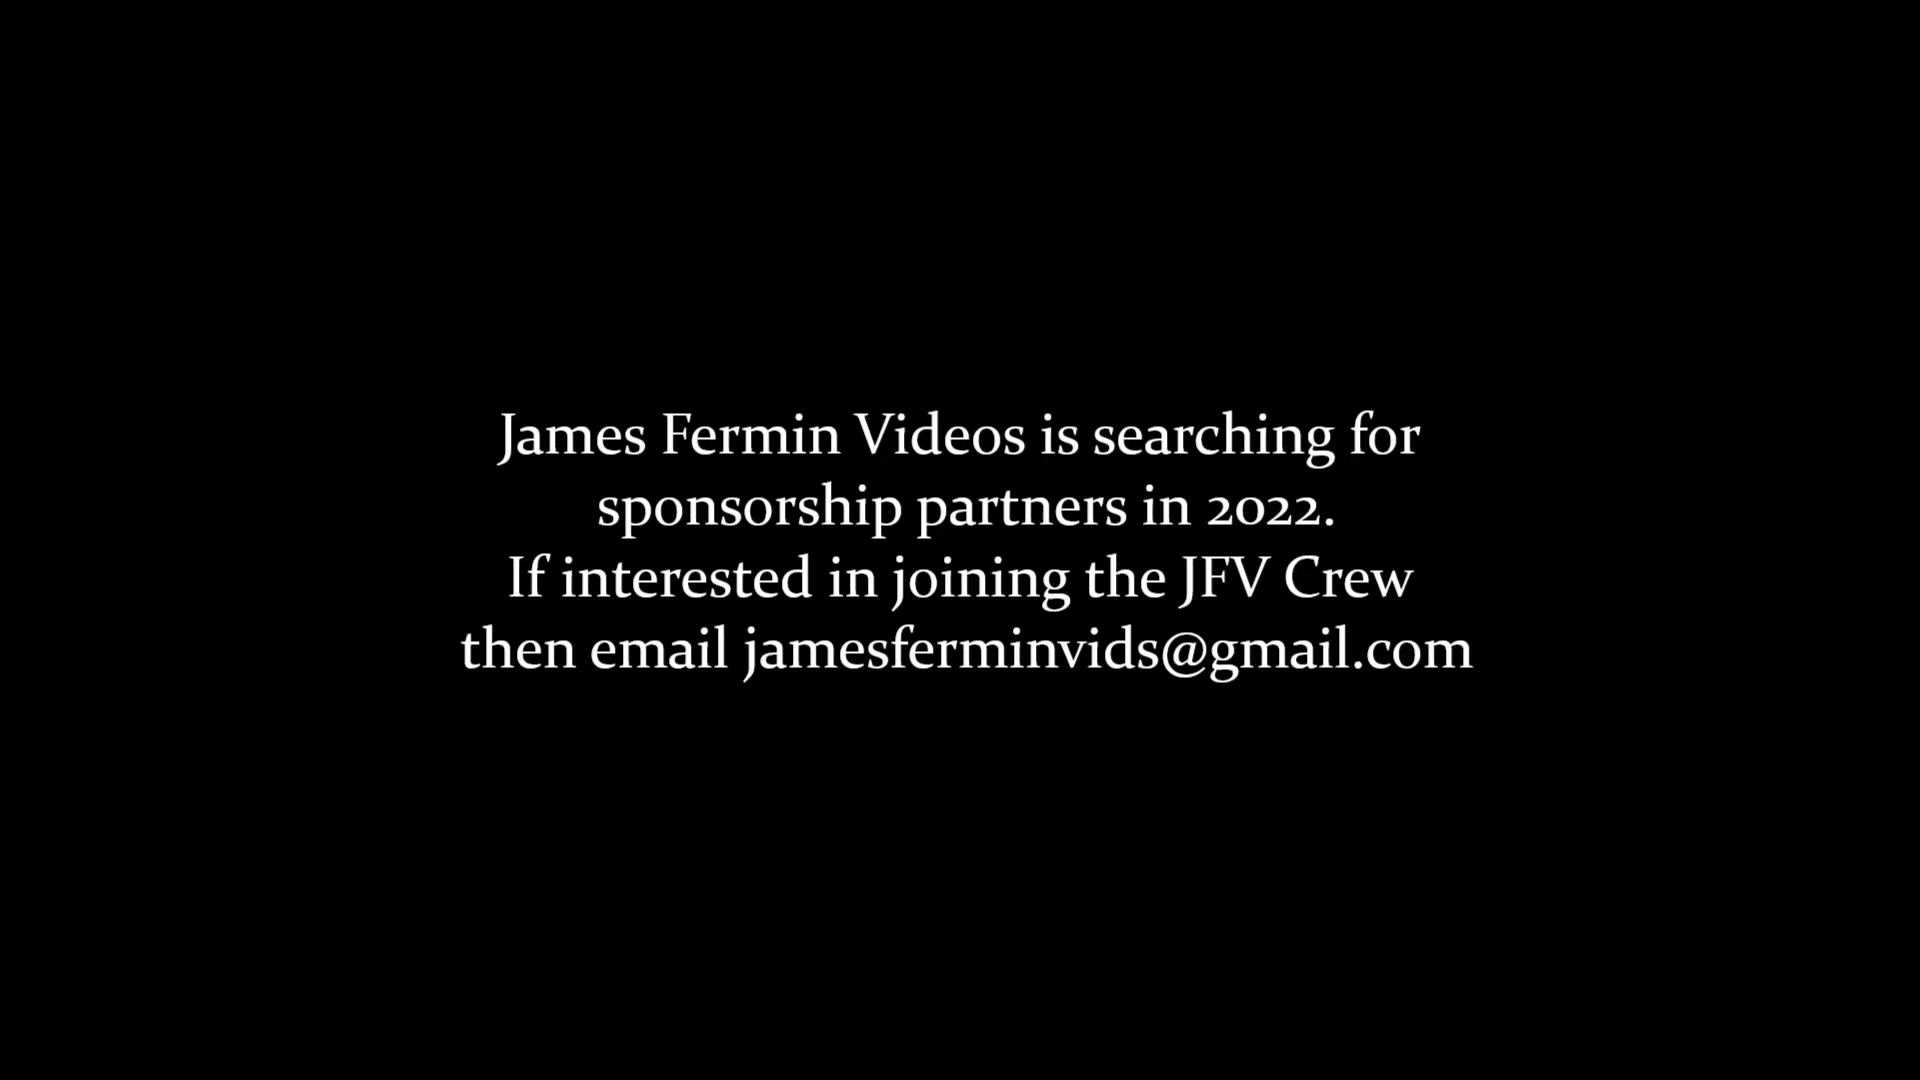 James Fermin Videos is searching for
sponsorship partners in 2022.
If interested in joining the JFV Crew
then email jamesferminvids@gmail.com